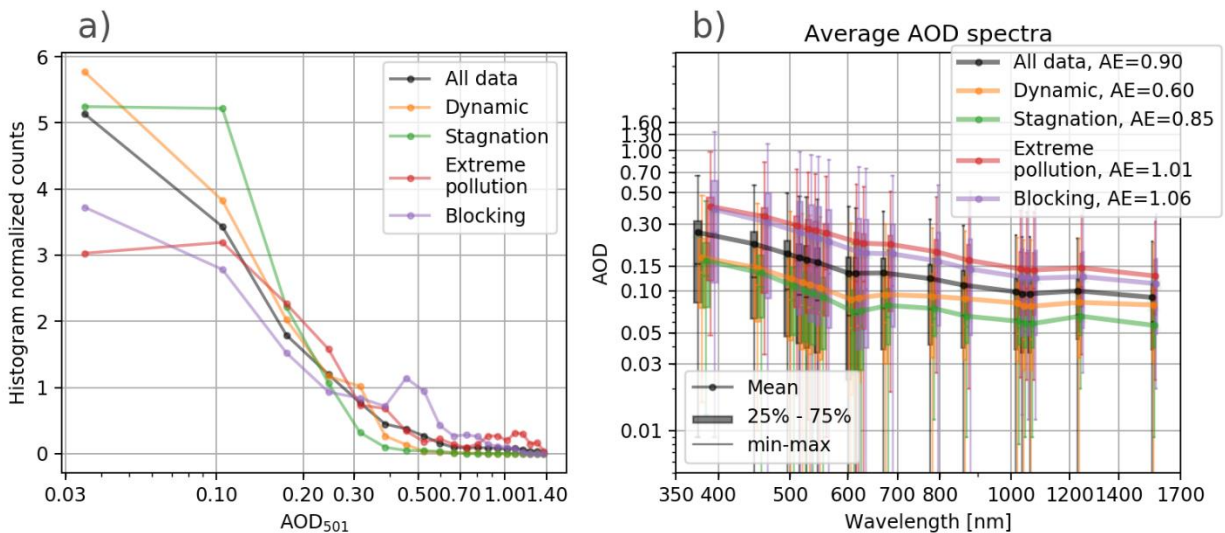 a)
Histogram normalized counts
6
5
4
3
2
1
0
0.03
0.10
0.20
0.30
0.50
0.70
1.00
1.40
AOD501
All data
Dynamic
Stagnation
Extreme
pollution
Blocking
b)
Average AOD spectra
AOD
1.60
1.30
1.00
0.70
0.50
0.30
0.15
0.10
0.05
0.03
0.01
350
400
500
600
700
800
1000
1200
1400
1700
Wavelength [nm]
All data, AE=0.90
Dynamic, AE=0.60
Stagnation, AE=0.85
Extreme
pollution, AE=1.01
Blocking, AE=1.06
Mean
25% - 75%
min-max